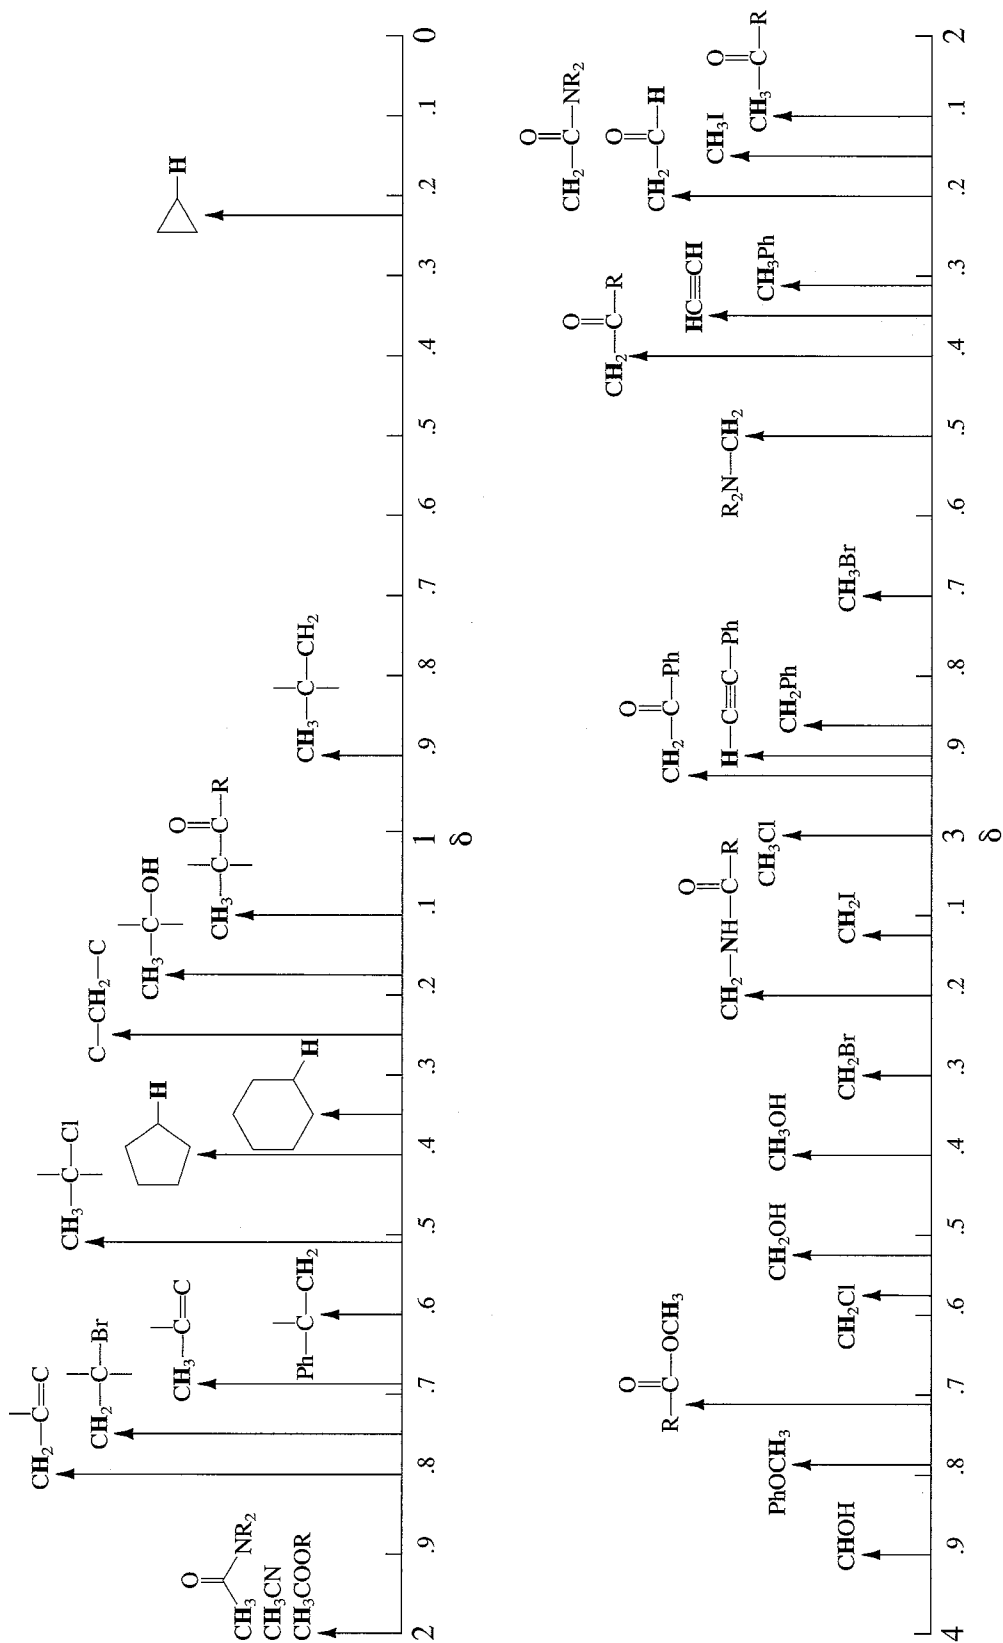 CH₂—C=C
CH₃—C—Cl
C—CH₂—C
CH₂—C—Br
CH₃—C—OH
CH₃—C=C
H
H
O
CH₃ NR₂
CH₃CN
CH₃COOR
O
CH₃—C—C—R
Ph—C—CH₂
H
CH₃—C—CH₂
2 .9 .8 .7 .6 .5 .4 .3 .2 .1 1 .9 .8 .7 .6 .5 .4 .3 .2 .1 0
δ
O
CH₂—C—NR₂
O
CH₂—C—R
O
CH₂—C—H
O
R—C—OCH₃
O
CH₂—C—Ph
HC≡CH
CH₃I
O
CH₂—NH—C—R
H—C≡C—Ph
R₂N—CH₂
O
CH₃—C—R
PhOCH₃
CH₂OH
CH₃OH
CH₃Cl
CH₂Ph
CH₃Ph
CHOH
CH₂Cl
CH₂Br
CH₂I
CH₃Br
4 .9 .8 .7 .6 .5 .4 .3 .2 .1 3 .9 .8 .7 .6 .5 .4 .3 .2 .1 2
δ